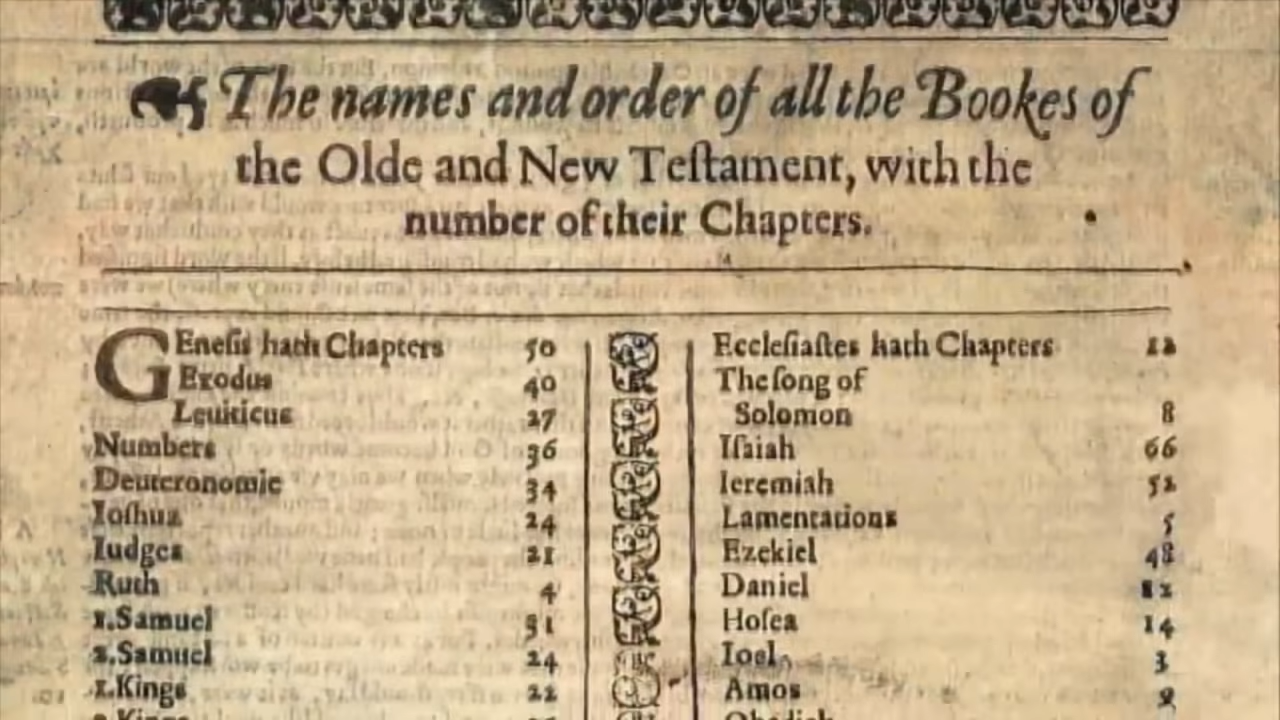 The names and order of all the Bookes of
the Olde and New Teſtament, with the
number of their Chapters.
GEneſis hath Chapters 50
Exodus 40
Leuiticus 27
Numbers 36
Deuteronomie 34
Ioſhua 24
Iudges 21
Ruth 4
1.Samuel 31
2.Samuel 24
1.Kings 22
2.Kings
Eccleſiaſtes hath Chapters 12
The ſong of
Solomon 8
Iſaiah 66
Ieremiah 52
Lamentations 5
Ezekiel 48
Daniel 12
Hoſea 14
Ioel 3
Amos 9
Obadiah